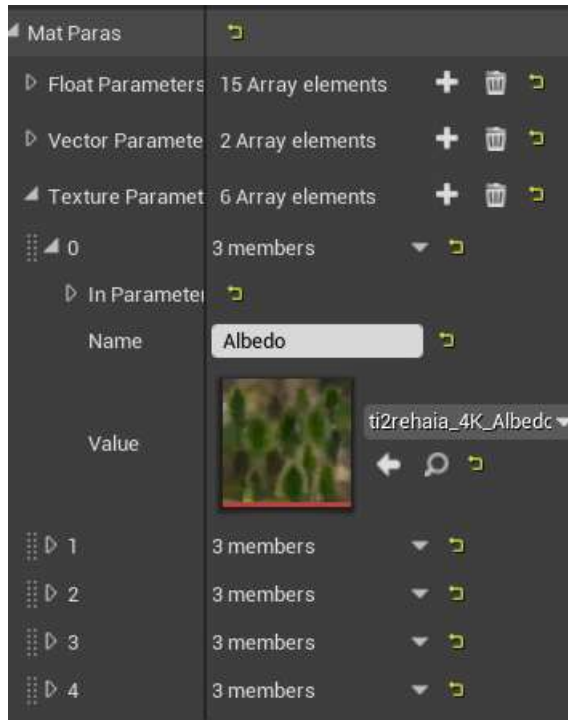 Mat Paras
Float Parameters 15 Array elements
Vector Paramete 2 Array elements
Texture Paramet 6 Array elements
0 3 members
In Parameter
Name Albedo
Value ti2rehaia_4K_Albedo
1 3 members
2 3 members
3 3 members
4 3 members